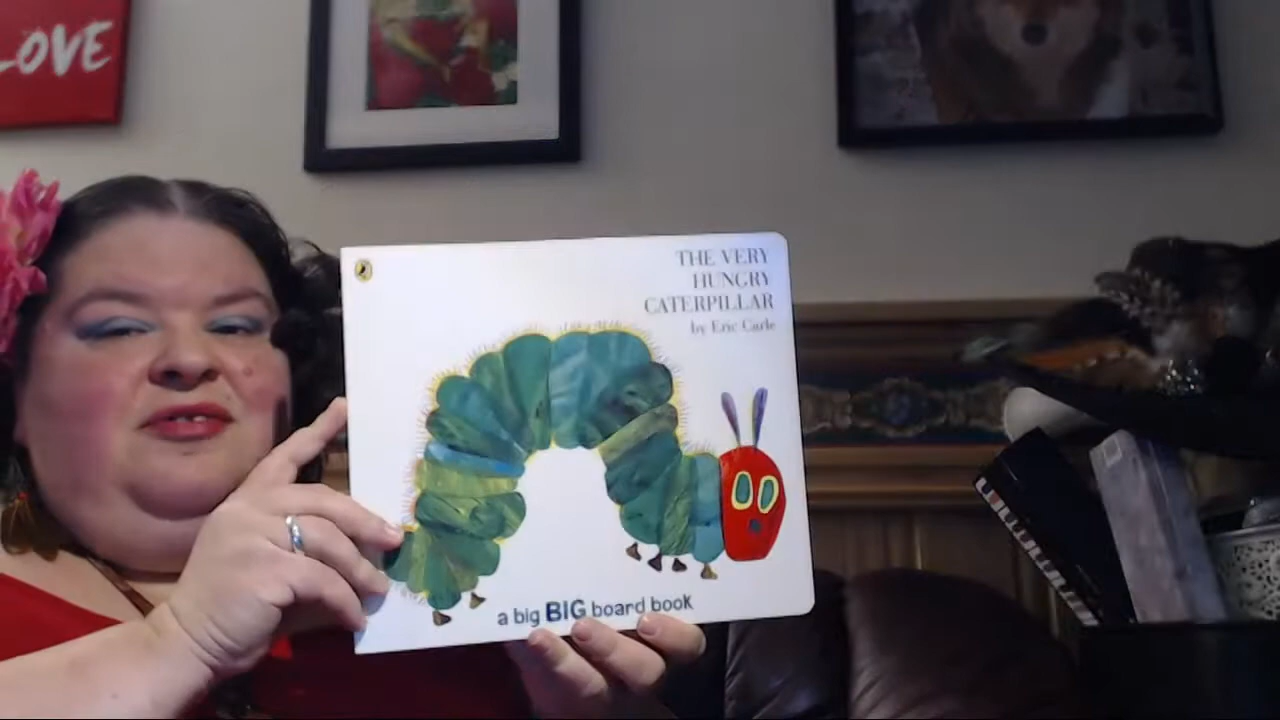 LOVE
THE VERY
HUNGRY
CATERPILLAR
by Eric Carle
a big BIG board book